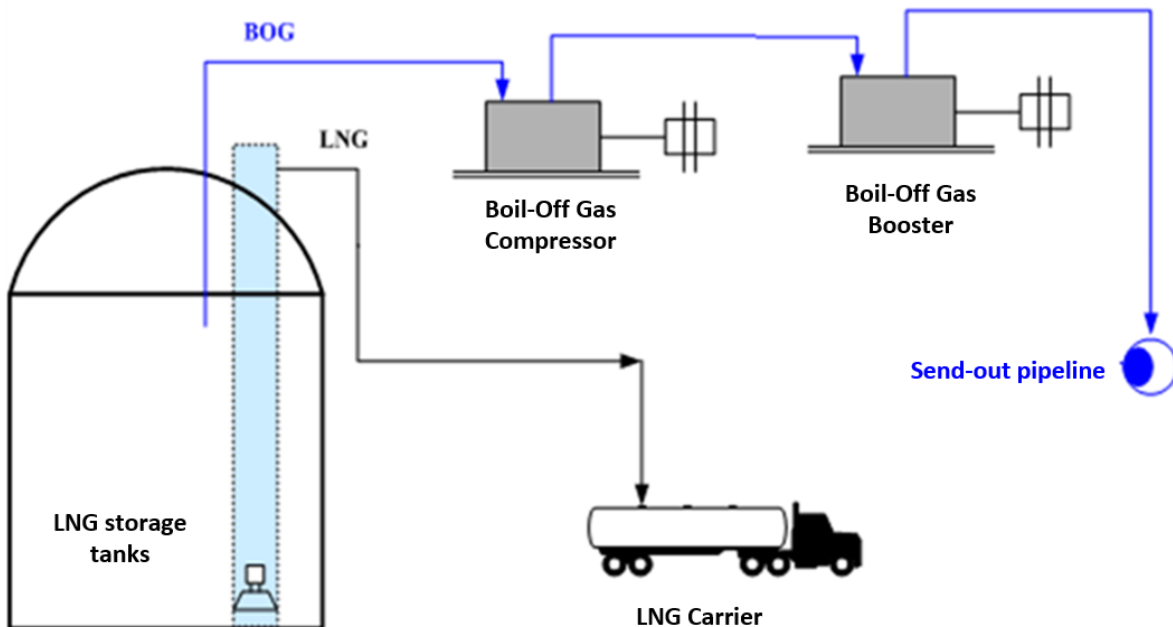 BOG
LNG
Boil-Off Gas
Compressor
Boil-Off Gas
Booster
Send-out pipeline
LNG storage
tanks
LNG Carrier